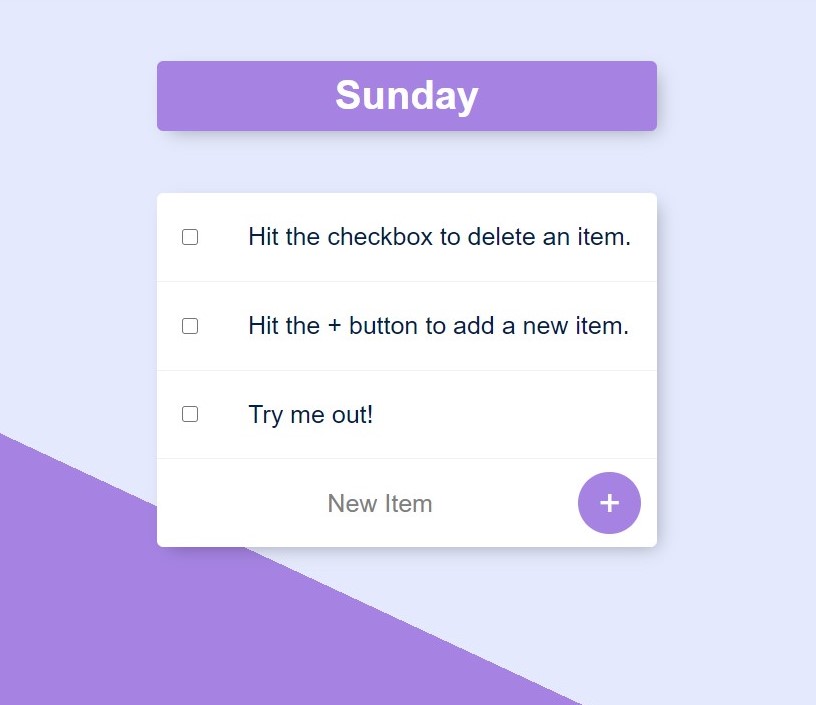 Sunday
Hit the checkbox to delete an item.
Hit the + button to add a new item.
Try me out!
New Item
+